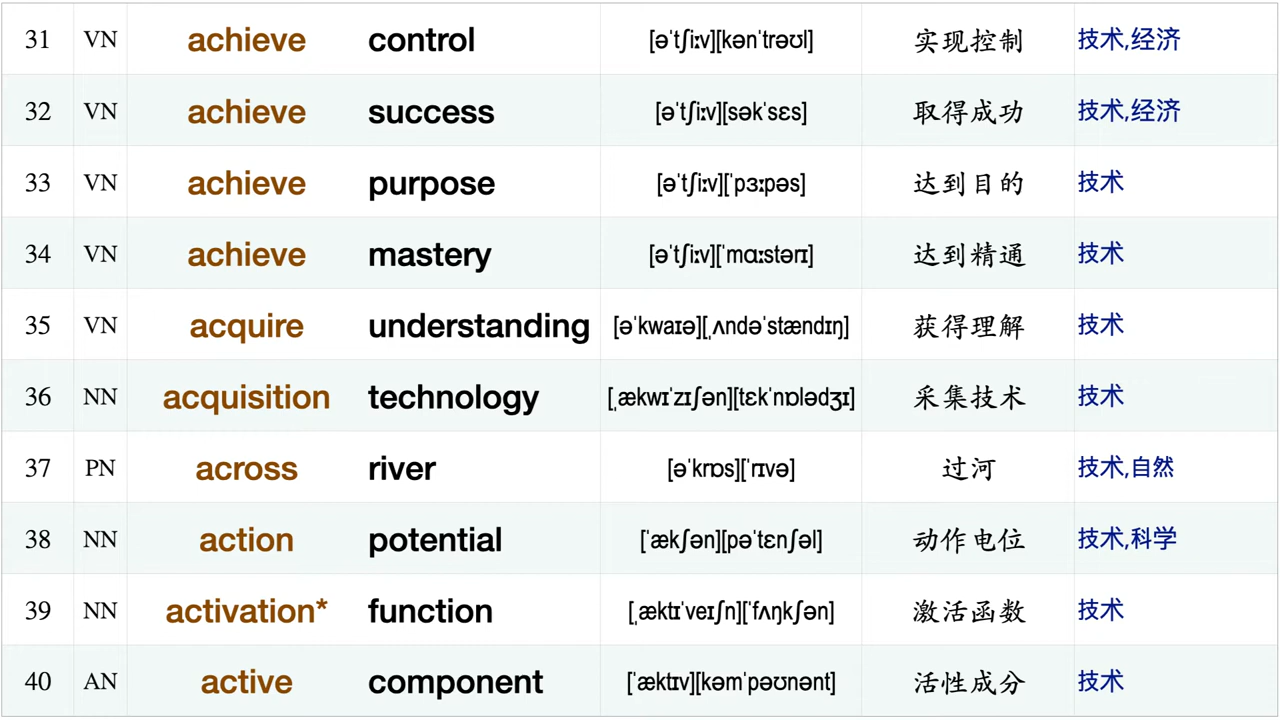 31 VN achieve control [əˈtʃiːv][kənˈtrəʊl] 实现控制 技术,经济
32 VN achieve success [əˈtʃiːv][səkˈsɛs] 取得成功 技术,经济
33 VN achieve purpose [əˈtʃiːv][ˈpɜːpəs] 达到目的 技术
34 VN achieve mastery [əˈtʃiːv][ˈmɑːstərɪ] 达到精通 技术
35 VN acquire understanding [əˈkwaɪə][ˌʌndəˈstændɪŋ] 获得理解 技术
36 NN acquisition technology [ˌækwɪˈzɪʃən][tɛkˈnɒlədʒɪ] 采集技术 技术
37 PN across river [əˈkrɒs][ˈrɪvə] 过河 技术,自然
38 NN action potential [ˈækʃən][pəˈtɛnʃəl] 动作电位 技术,科学
39 NN activation* function [ˌæktɪˈveɪʃn][ˈfʌŋkʃən] 激活函数 技术
40 AN active component [ˈæktɪv][kəmˈpəʊnənt] 活性成分 技术